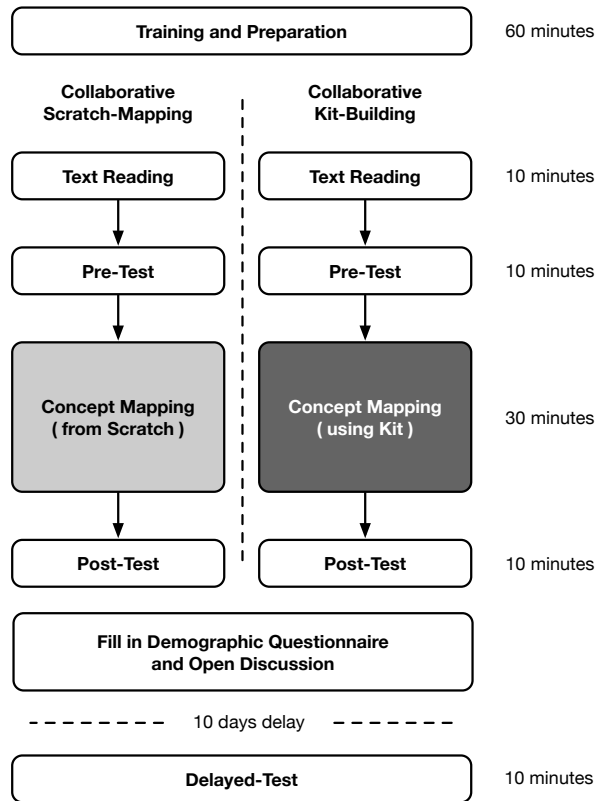 Training and Preparation 60 minutes
Collaborative Scratch-Mapping
Collaborative Kit-Building
Text Reading Text Reading 10 minutes
Pre-Test Pre-Test 10 minutes
Concept Mapping
( from Scratch )
Concept Mapping
( using Kit )
30 minutes
Post-Test Post-Test 10 minutes
Fill in Demographic Questionnaire
and Open Discussion
10 days delay
Delayed-Test 10 minutes